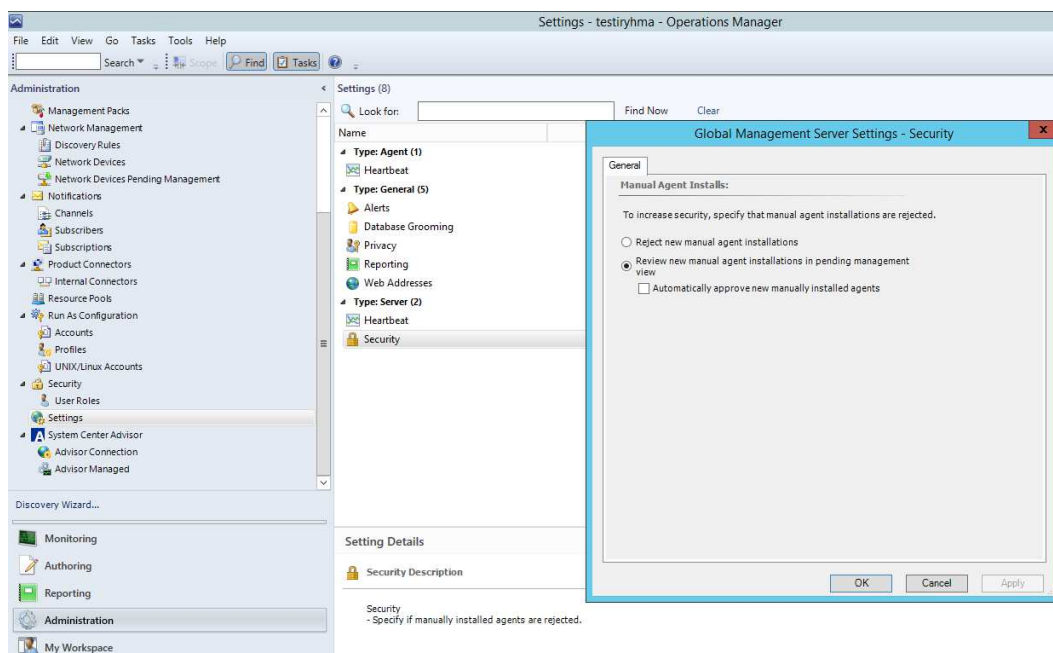 Settings - testiryhma - Operations Manager
File Edit View Go Tasks Tools Help
Search Scope Find Tasks
Administration
Management Packs
Network Management
Discovery Rules
Network Devices
Network Devices Pending Management
Notifications
Channels
Subscribers
Subscriptions
Product Connectors
Internal Connectors
Resource Pools
Run As Configuration
Accounts
Profiles
UNIX/Linux Accounts
Security
User Roles
Settings
System Center Advisor
Advisor Connection
Advisor Managed
Discovery Wizard...
Monitoring
Authoring
Reporting
Administration
My Workspace
Settings (8)
Look for: Find Now Clear
Name
Type: Agent (1)
Heartbeat
Type: General (5)
Alerts
Database Grooming
Privacy
Reporting
Web Addresses
Type: Server (2)
Heartbeat
Security
Setting Details
Security Description
Security
- Specify if manually installed agents are rejected.
Global Management Server Settings - Security
x
General
Manual Agent Installs:
To increase security, specify that manual agent installations are rejected.
Reject new manual agent installations
Review new manual agent installations in pending management
view
Automatically approve new manually installed agents
OK Cancel Apply